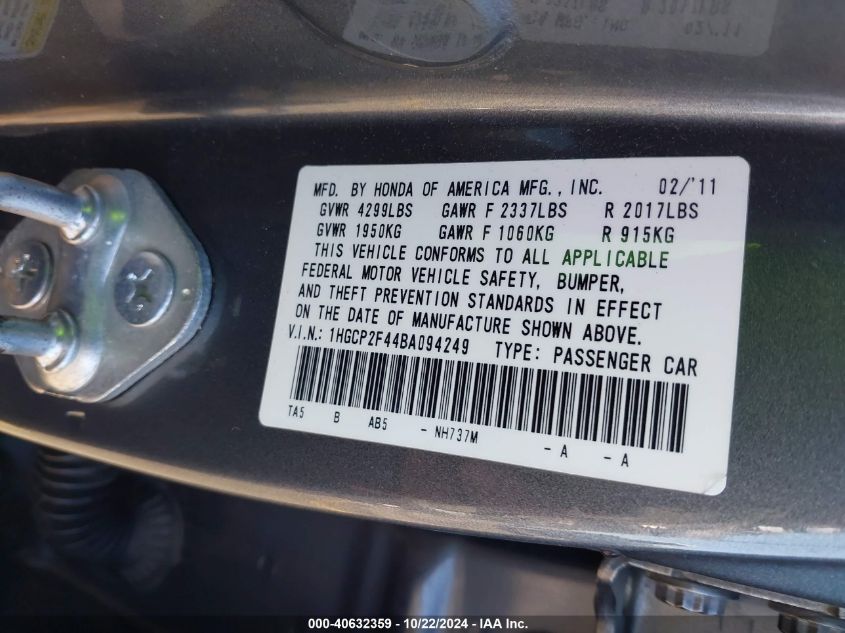 MFD. BY HONDA OF AMERICA MFG., INC. 02/'11
GVWR 4299LBS GAWR F 2337LBS R 2017LBS
GVWR 1950KG GAWR F 1060KG R 915KG
THIS VEHICLE CONFORMS TO ALL APPLICABLE
FEDERAL MOTOR VEHICLE SAFETY, BUMPER,
AND THEFT PREVENTION STANDARDS IN EFFECT
ON THE DATE OF MANUFACTURE SHOWN ABOVE.
V.I.N.: 1HGCP2F44BA094249 TYPE: PASSENGER CAR
TA5 B AB5 - NH737M - A - A
000-40632359 | 10/22/2024 | IAA Inc.